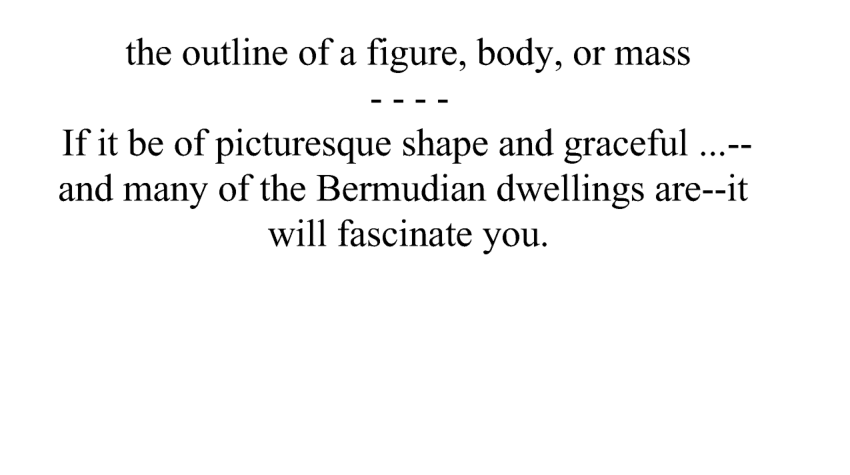 the outline of a figure, body, or mass
- - - -
If it be of picturesque shape and graceful ...--
and many of the Bermudian dwellings are--it
will fascinate you.